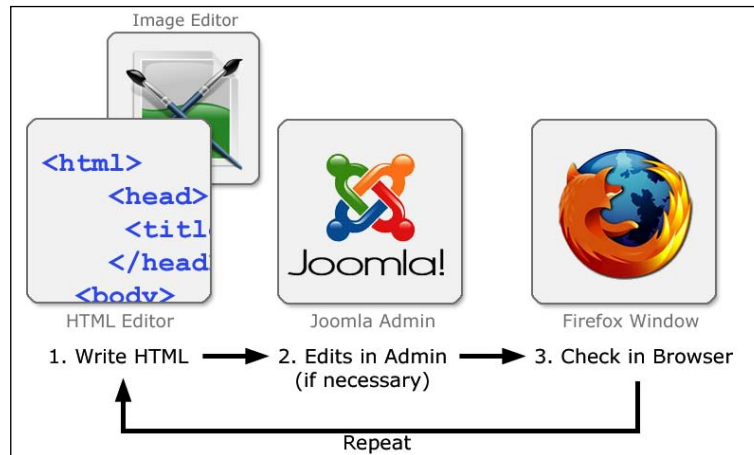 Image Editor
<html>
<head>
<titl
</head
<body>
Joomla!
HTML Editor
Joomla Admin
Firefox Window
1. Write HTML
2. Edits in Admin
(if necessary)
3. Check in Browser
Repeat